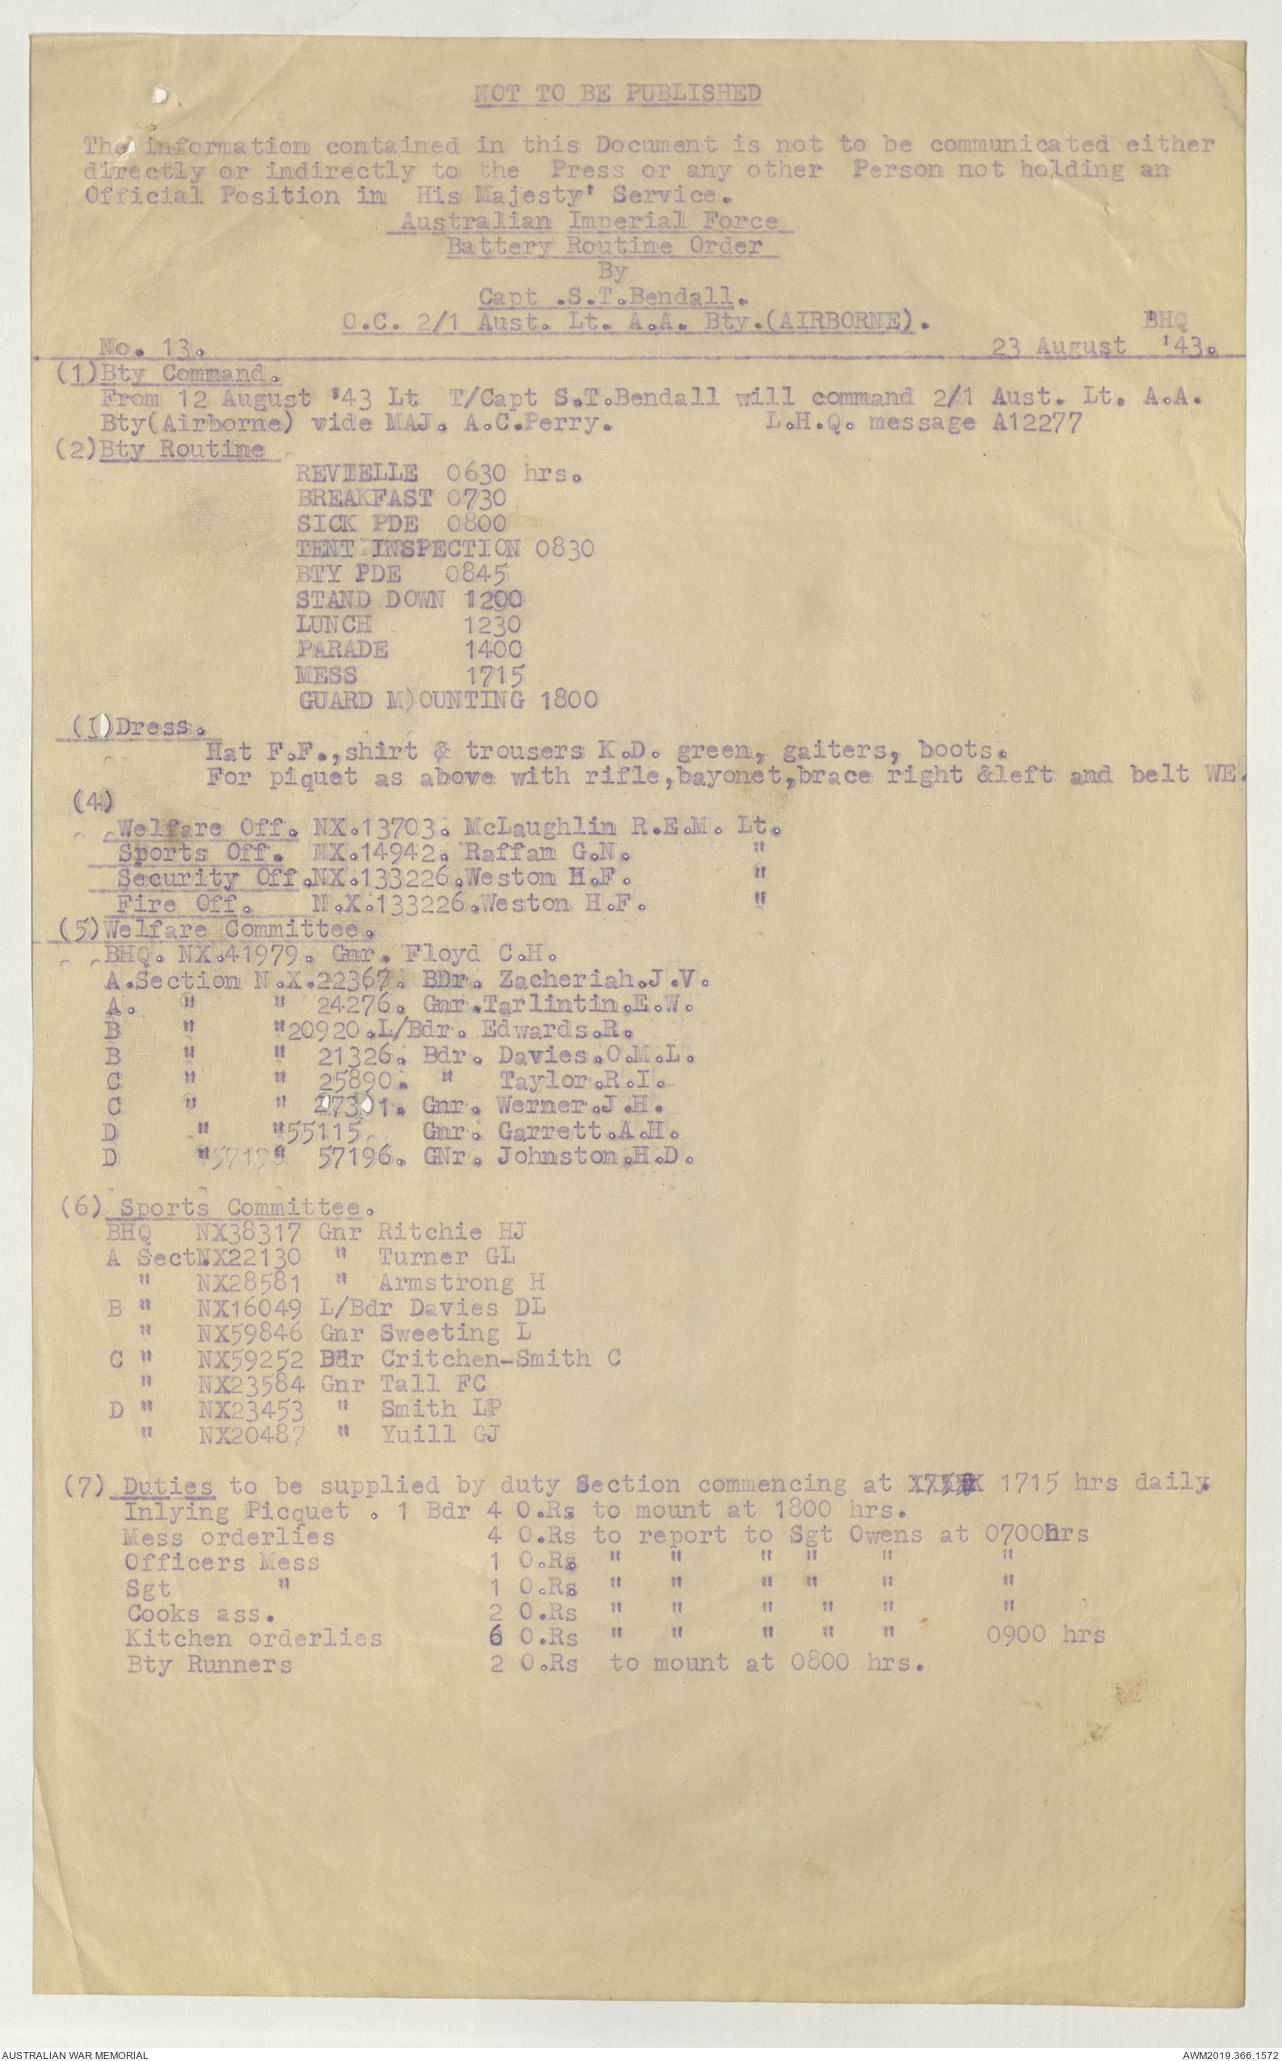 NOT TO BE PUBLISHED
The information contained in this Document is not to be communicated either
directly or indirectly to the Press or any other Person not holding an
Official Position in His Majesty' Service.
Australian Imperial Force
Battery Routine Order
By
Capt .S.T.Bendall.
O.C. 2/1 Aust. Lt. A.A. Bty.(AIRBORNE). BHQ
No. 13. 23 August '43.
(1)Bty Command.
From 12 August '43 Lt T/Capt S.T.Bendall will command 2/1 Aust. Lt. A.A.
Bty(Airborne) vide MAJ. A.C.Perry. L.H.Q. message A12277
(2)Bty Routine
REVIELLE 0630 hrs.
BREAKFAST 0730
SICK PDE 0800
TENT INSPECTION 0830
BTY PDE 0845
STAND DOWN 1200
LUNCH 1230
PARADE 1400
MESS 1715
GUARD M)OUNTING 1800
( )Dress.
Hat F.F.,shirt & trousers K.D. green, gaiters, boots.
For piquet as above with rifle,bayonet,brace right &left and belt WE.
(4)
Welfare Off. NX.13703. McLaughlin R.E.M. Lt.
Sports Off. NX.14942. Raffan G.N. "
Security Off.NX.133226.Weston H.F. "
Fire Off. N.X.133226.Weston H.F. "
(5)Welfare Committee.
BHQ. NX.41979. Gnr. Floyd C.H.
A.Section N.X.22367. BDr. Zacheriah.J.V.
A. " " 24276. Gnr.Tarlintin.E.W.
B " "20920.L/Bdr. Edwards.R.
B " " 21326. Bdr. Davies.O.M.L.
C " " 25890. " Taylor.R.I.
C " " Gnr. Werner.J.H.
D " "55115. Gnr. Garrett.A.H.
D " " 57196. GNr. Johnston.H.D.
(6) Sports Committee.
BHQ NX38317 Gnr Ritchie HJ
A Sect.NX22130 " Turner GL
" NX28581 " Armstrong H
B " NX16049 L/Bdr Davies DL
" NX59846 Gnr Sweeting L
C " NX59252 Bdr Critchen-Smith C
" NX23584 Gnr Tall FC
D " NX23453 " Smith LP
" NX20487 " Yuill GJ
(7) Duties to be supplied by duty Section commencing at 1715 hrs daily.
Inlying Picquet . 1 Bdr 4 O.Rs to mount at 1800 hrs.
Mess orderlies 4 O.Rs to report to Sgt Owens at 0700hrs
Officers Mess 1 O.Rs " " " " " "
Sgt " 1 O.Rs " " " " " "
Cooks ass. 2 O.Rs " " " " " "
Kitchen orderlies 6 O.Rs " " " " " 0900 hrs
Bty Runners 2 O.Rs to mount at 0800 hrs.
AUSTRALIAN WAR MEMORIAL AWM2019.366.1572